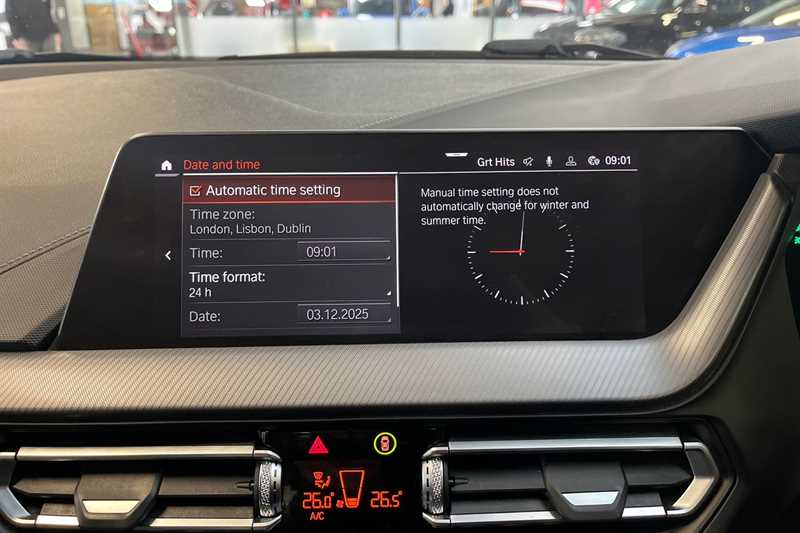 Date and time
Grt Hits 09:01
Automatic time setting
Time zone:
London, Lisbon, Dublin
Time: 09:01
Time format:
24 h
Date: 03.12.2025
Manual time setting does not
automatically change for winter and
summer time.
26.0° 26.5°
A/C